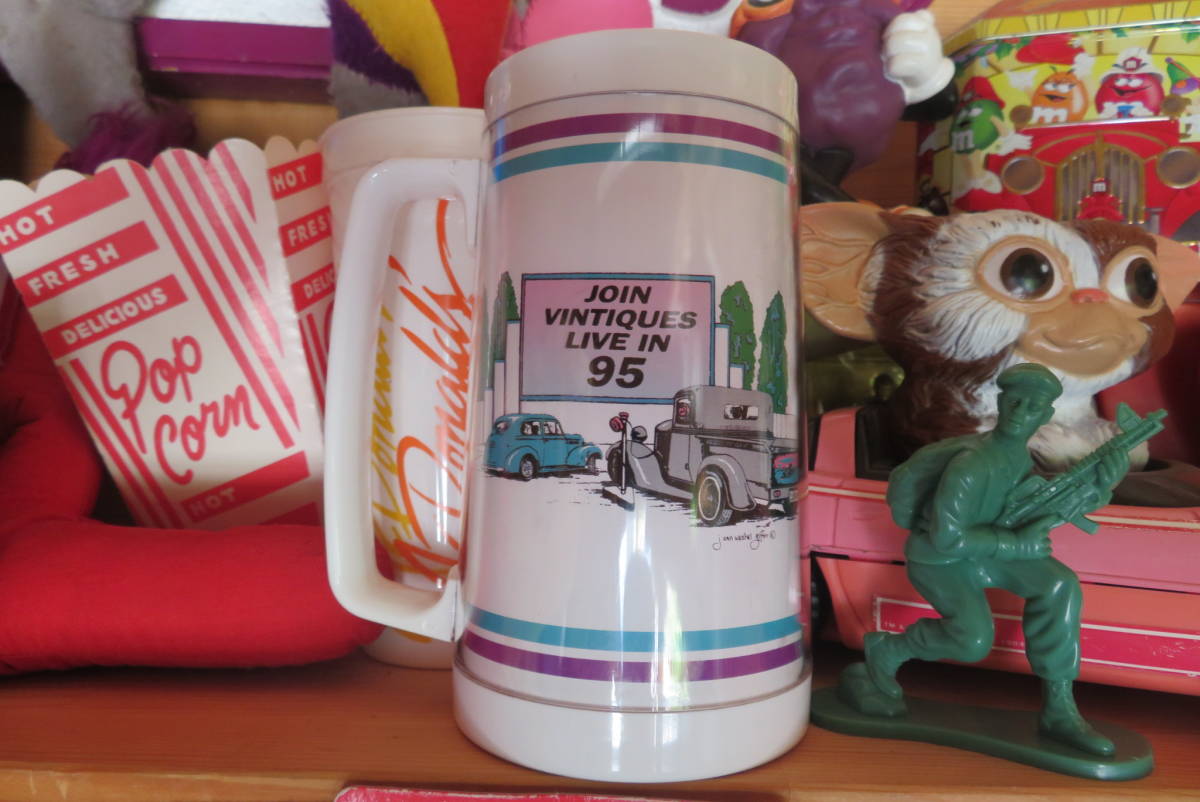 HOT
FRESH
DELICIOUS
Pop
Corn
HOT
HOT
FRESH
JOIN
VINTIQUES
LIVE IN
95
m
m